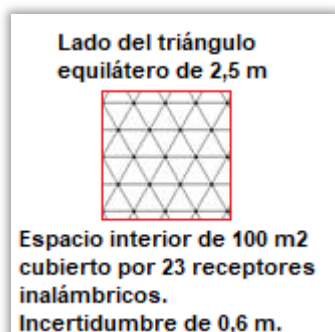 Lado del triángulo
equilátero de 2,5 m
Espacio interior de 100 m2
cubierto por 23 receptores
inalámbricos.
Incertidumbre de 0,6 m.